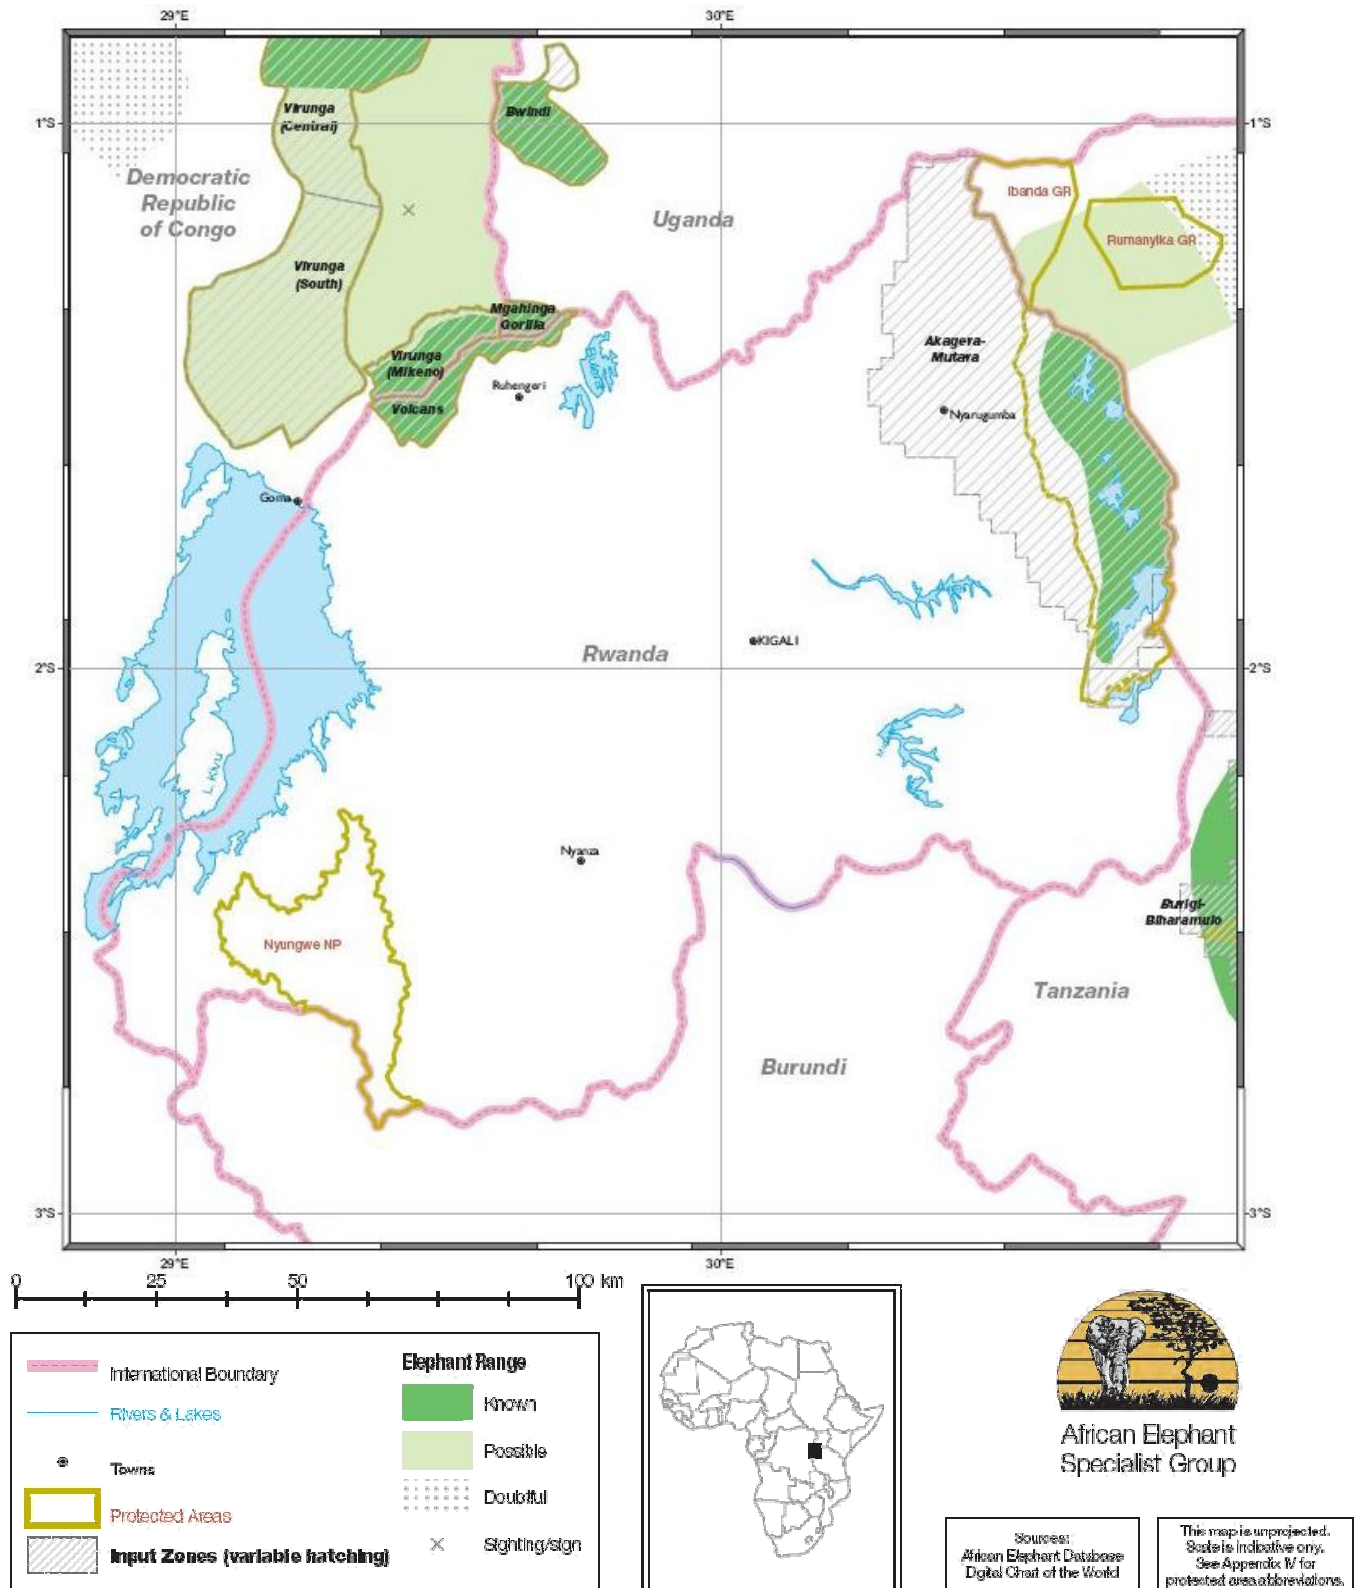 29°E
30°E
1°S
1°S
Virunga
(Central)
Bwindi
Democratic
Republic
of Congo
Uganda
Ibanda GR
Rumanyika GR
Virunga
(South)
Mgahinga
Gorilla
Akagera-
Mutara
Virunga
(Mikeno)
Ruhengeri
Volcans
Nyarugumba
Goma
KIGALI
Rwanda
2°S
2°S
L. Kivu
Nyanza
Nyungwe NP
Burigi-
Biharamulo
Tanzania
Burundi
3°S
3°S
29°E
30°E
0
25
50
100 km
International Boundary
Rivers & Lakes
Towns
Protected Areas
Input Zones (variable hatching)
Elephant Range
Known
Possible
Doubtful
Sighting/sign
African Elephant
Specialist Group
Sources:
African Elephant Database
Digital Chart of the World
This map is unprojected.
Scale is indicative only.
See Appendix IV for
protected area abbreviations.